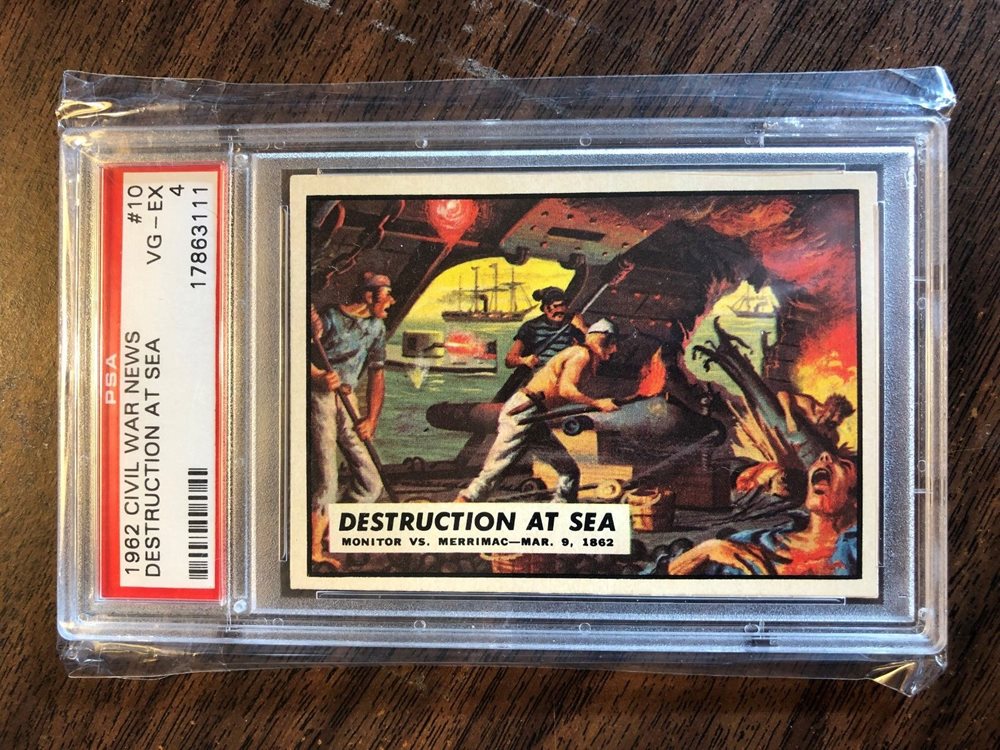 1962 CIVIL WAR NEWS #10
DESTRUCTION AT SEA VG-EX
4
PSA
17863111
DESTRUCTION AT SEA
MONITOR VS. MERRIMAC—MAR. 9, 1862